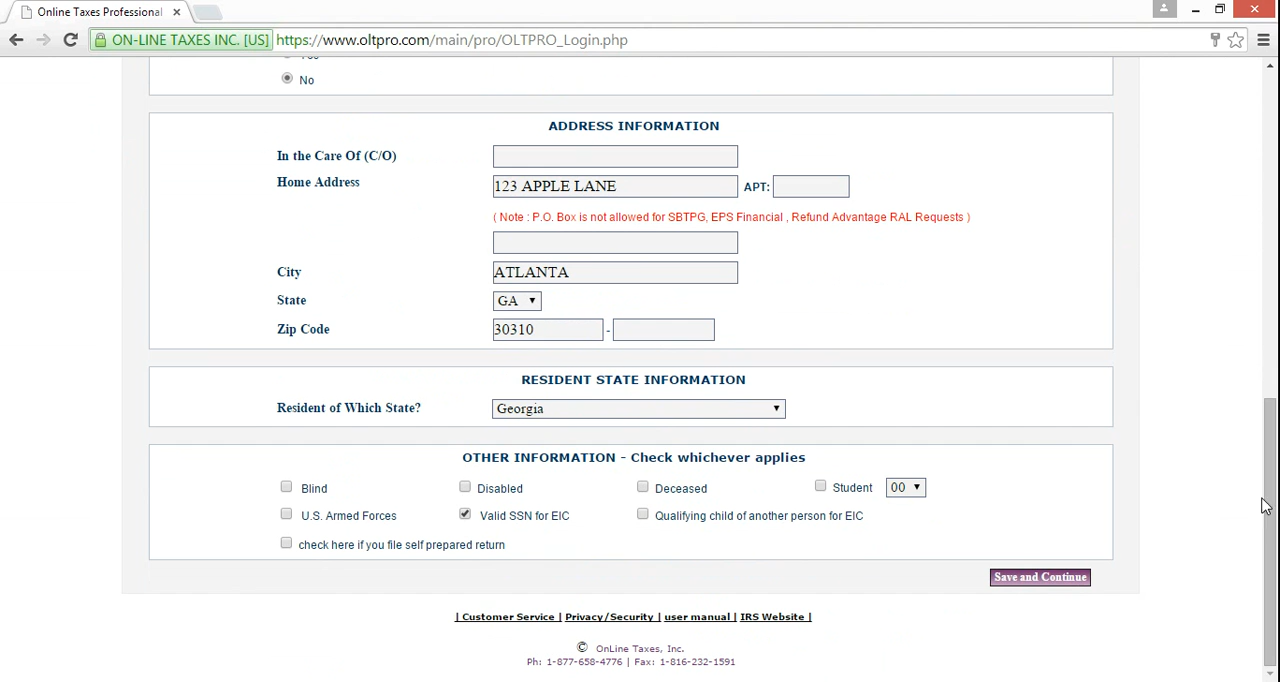 Online Taxes Professional
ON-LINE TAXES INC. [US] https://www.oltpro.com/main/pro/OLTPRO_Login.php
No
ADDRESS INFORMATION
In the Care Of (C/O)
Home Address 123 APPLE LANE APT:
( Note : P.O. Box is not allowed for SBTPG, EPS Financial , Refund Advantage RAL Requests )
City ATLANTA
State GA
Zip Code 30310 -
RESIDENT STATE INFORMATION
Resident of Which State? Georgia
OTHER INFORMATION - Check whichever applies
Blind Disabled Deceased Student 00
U.S. Armed Forces Valid SSN for EIC Qualifying child of another person for EIC
check here if you file self prepared return
Save and Continue
| Customer Service | Privacy/Security | user manual | IRS Website |
© OnLine Taxes, Inc.
Ph: 1-877-658-4776 | Fax: 1-816-232-1591